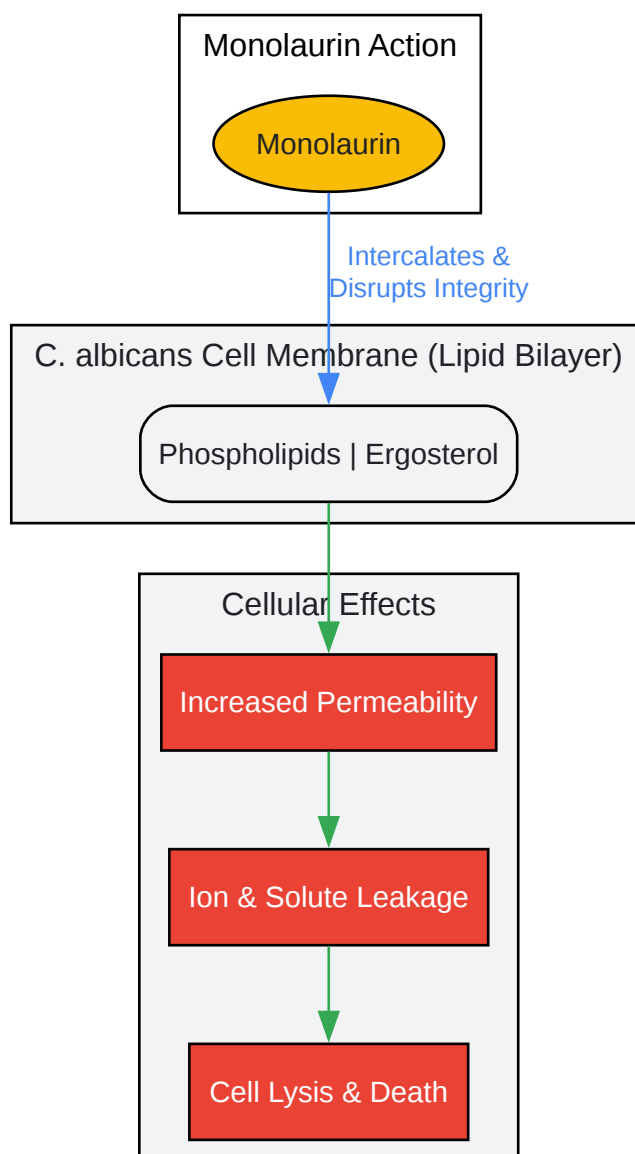 Monolaurin Action
Monolaurin
Intercalates &
Disrupts Integrity
C. albicans Cell Membrane (Lipid Bilayer)
Phospholipids | Ergosterol
Cellular Effects
Increased Permeability
Ion & Solute Leakage
Cell Lysis & Death